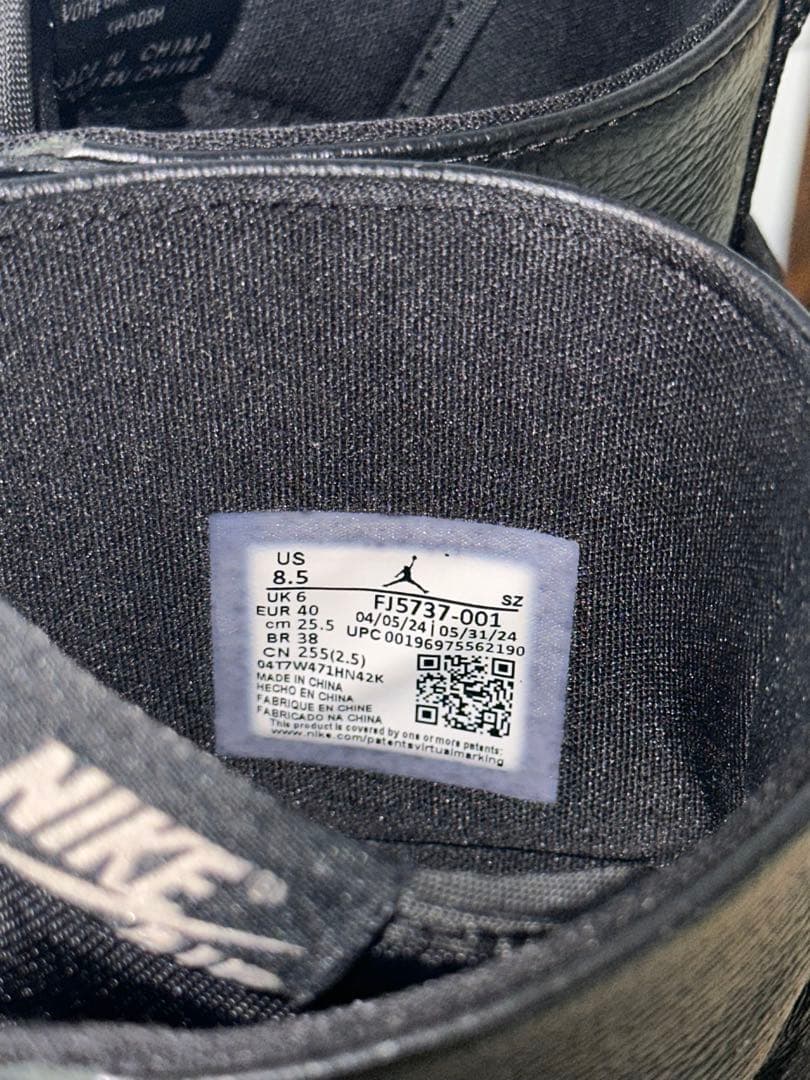 SWOOSH
MADE IN CHINA
EN CHINE
US
8.5
UK 6
EUR 40
cm 25.5
BR 38
CN 255(2.5)
SZ
FJ5737-001
04/05/24 | 05/31/24
UPC 00196975562190
04T7W471HN42K
MADE IN CHINA
HECHO EN CHINA
FABRIQUE EN CHINE
FABRICADO NA CHINA
This product is covered by one or more patents:
www.nike.com/patentsvirtualmarking
NIKE®